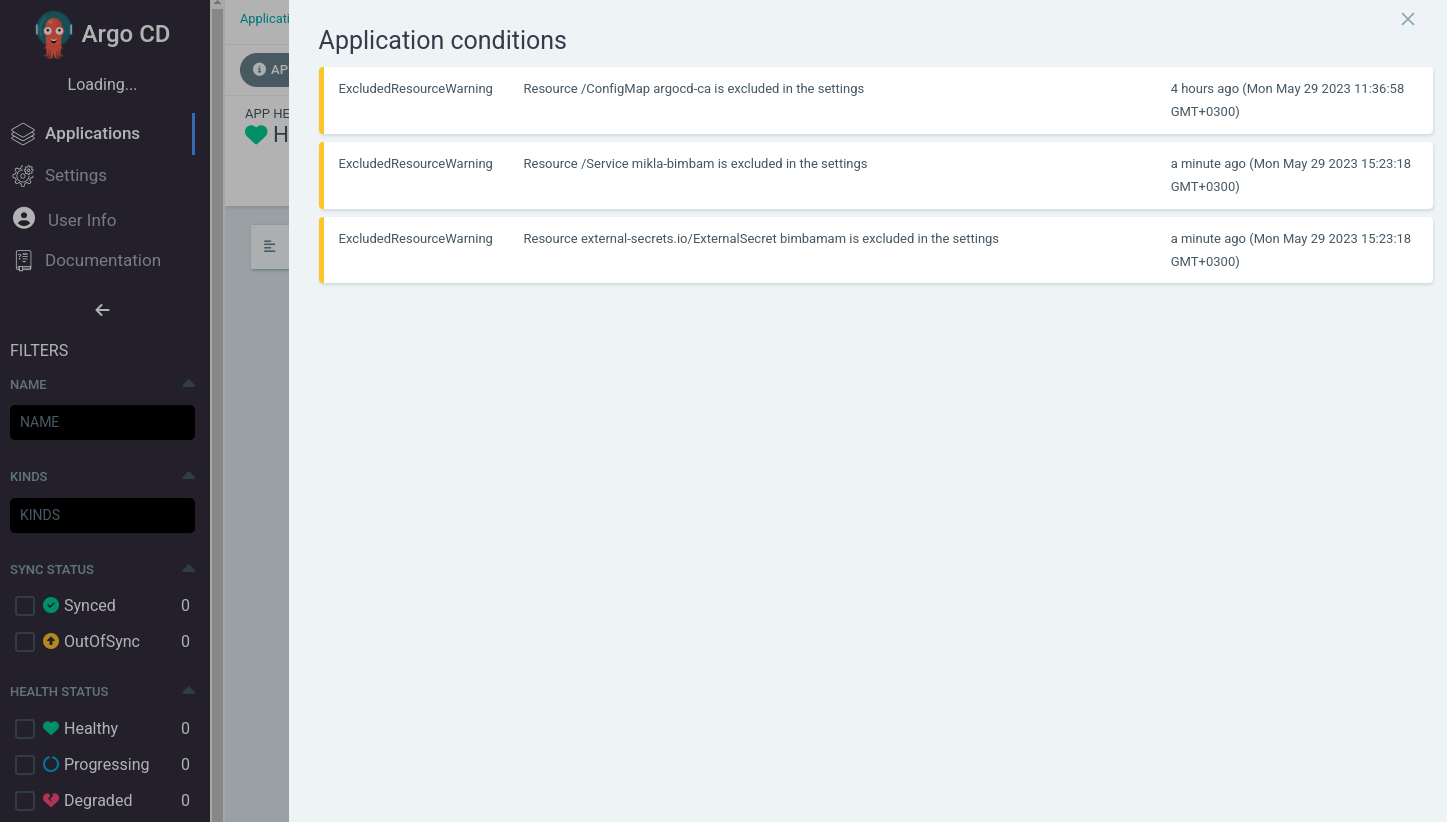 Argo CD
Loading...
Applications
Settings
User Info
Documentation
FILTERS
NAME
NAME
KINDS
KINDS
SYNC STATUS
Synced 0
OutOfSync 0
HEALTH STATUS
Healthy 0
Progressing 0
Degraded 0
Applicati
AP
APP HE
H
Application conditions
ExcludedResourceWarning Resource /ConfigMap argocd-ca is excluded in the settings 4 hours ago (Mon May 29 2023 11:36:58
GMT+0300)
ExcludedResourceWarning Resource /Service mikla-bimbam is excluded in the settings a minute ago (Mon May 29 2023 15:23:18
GMT+0300)
ExcludedResourceWarning Resource external-secrets.io/ExternalSecret bimbamam is excluded in the settings a minute ago (Mon May 29 2023 15:23:18
GMT+0300)